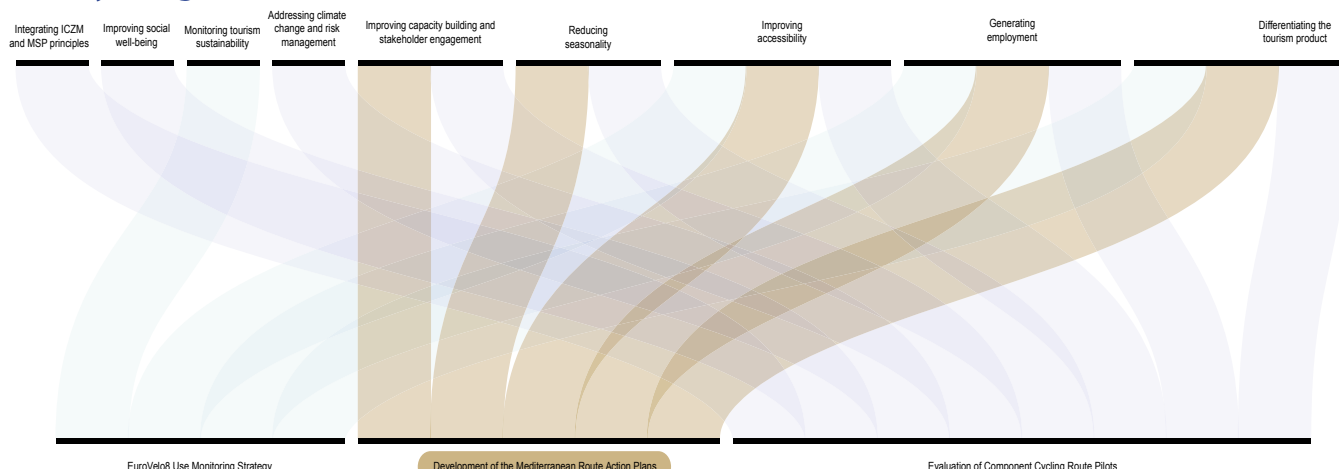 Integrating ICZM
and MSP principles
Improving social
well-being
Monitoring tourism
sustainability
Addressing climate
change and risk
management
Improving capacity building and
stakeholder engagement
Reducing
seasonality
Improving
accessibility
Generating
employment
Differentiating the
tourism product
EuroVelo8 Use Monitoring Strategy
Development of the Mediterranean Route Action Plans
Evaluation of Component Cycling Route Pilots